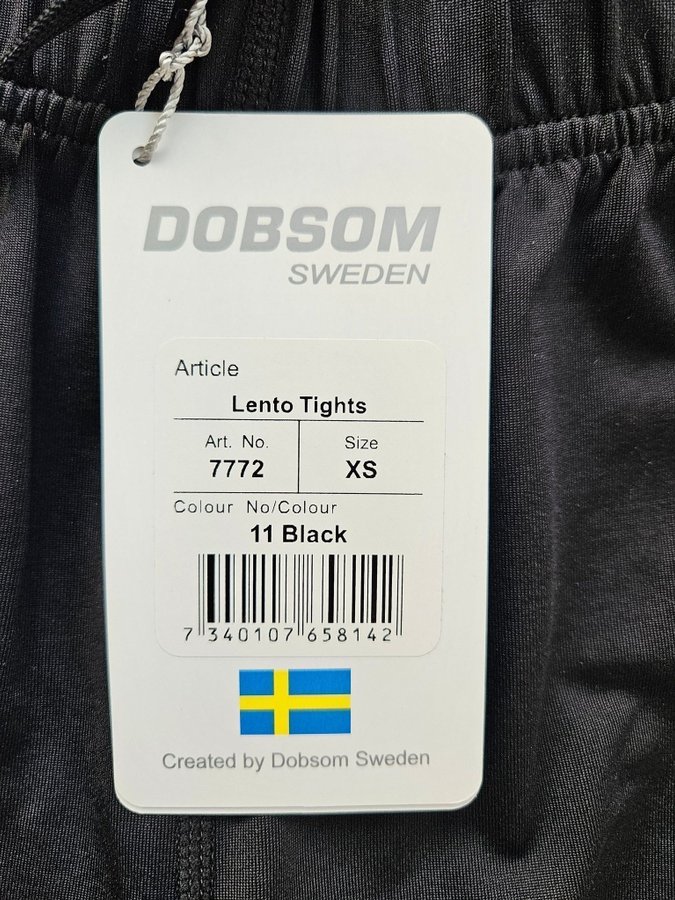 DOBSOM
SWEDEN
Article
Lento Tights
Art. No.
7772
Size
XS
Colour No/Colour
11 Black
7 340107 658142
Created by Dobsom Sweden